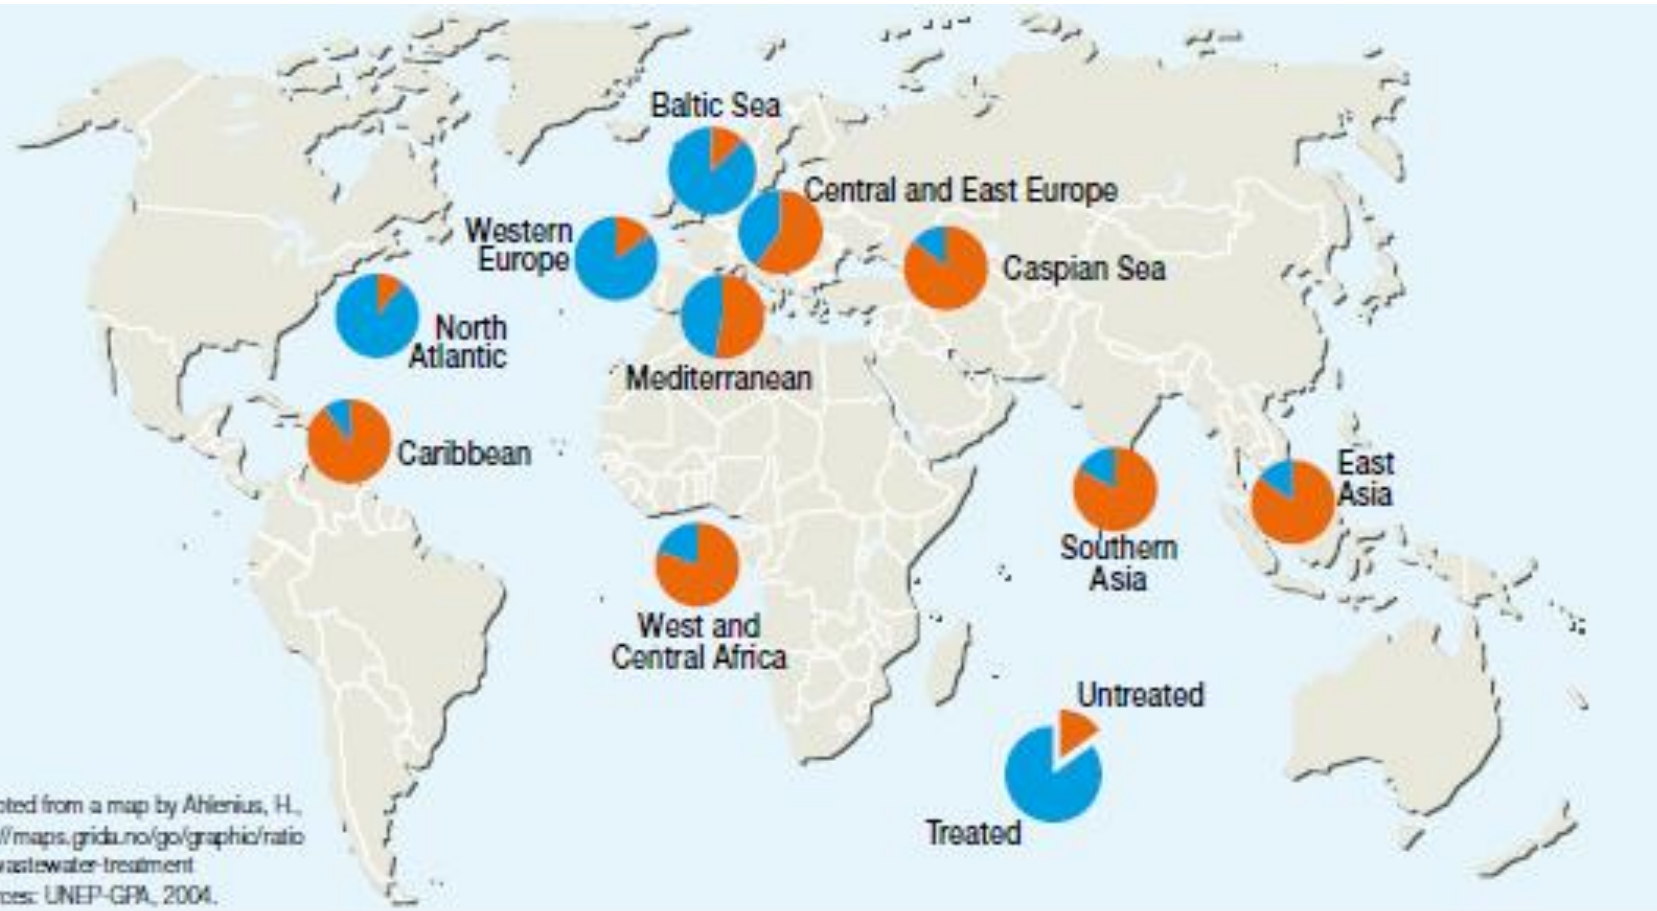 Baltic Sea
Central and East Europe
Western
Europe
Caspian Sea
North
Atlantic
Mediterranean
Caribbean
East
Asia
Southern
Asia
West and
Central Africa
Untreated
Treated
oted from a map by Ahlenius, H.,
//maps.grida.no/go/graphic/ratio
wastewater-treatment
rces: UNEP-GPA, 2004.